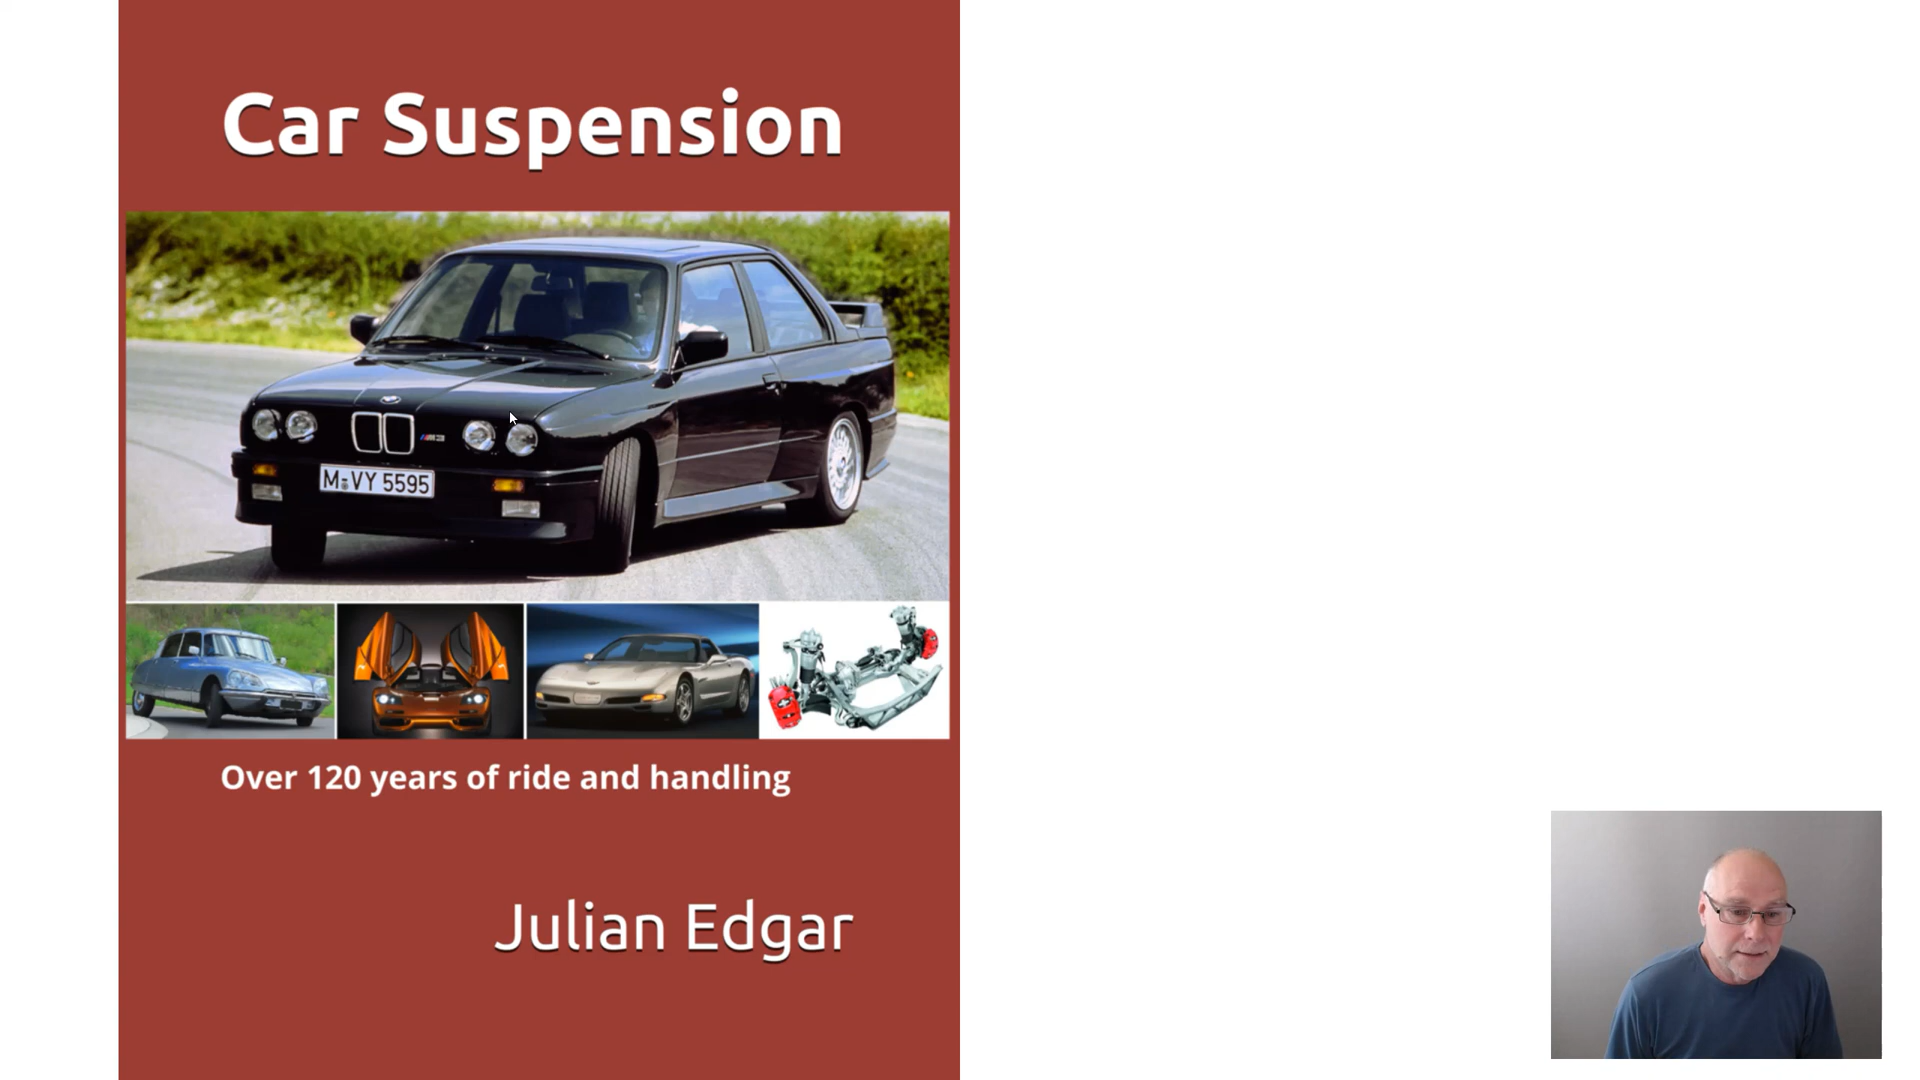 Car Suspension
M-VY 5595
Over 120 years of ride and handling
Julian Edgar